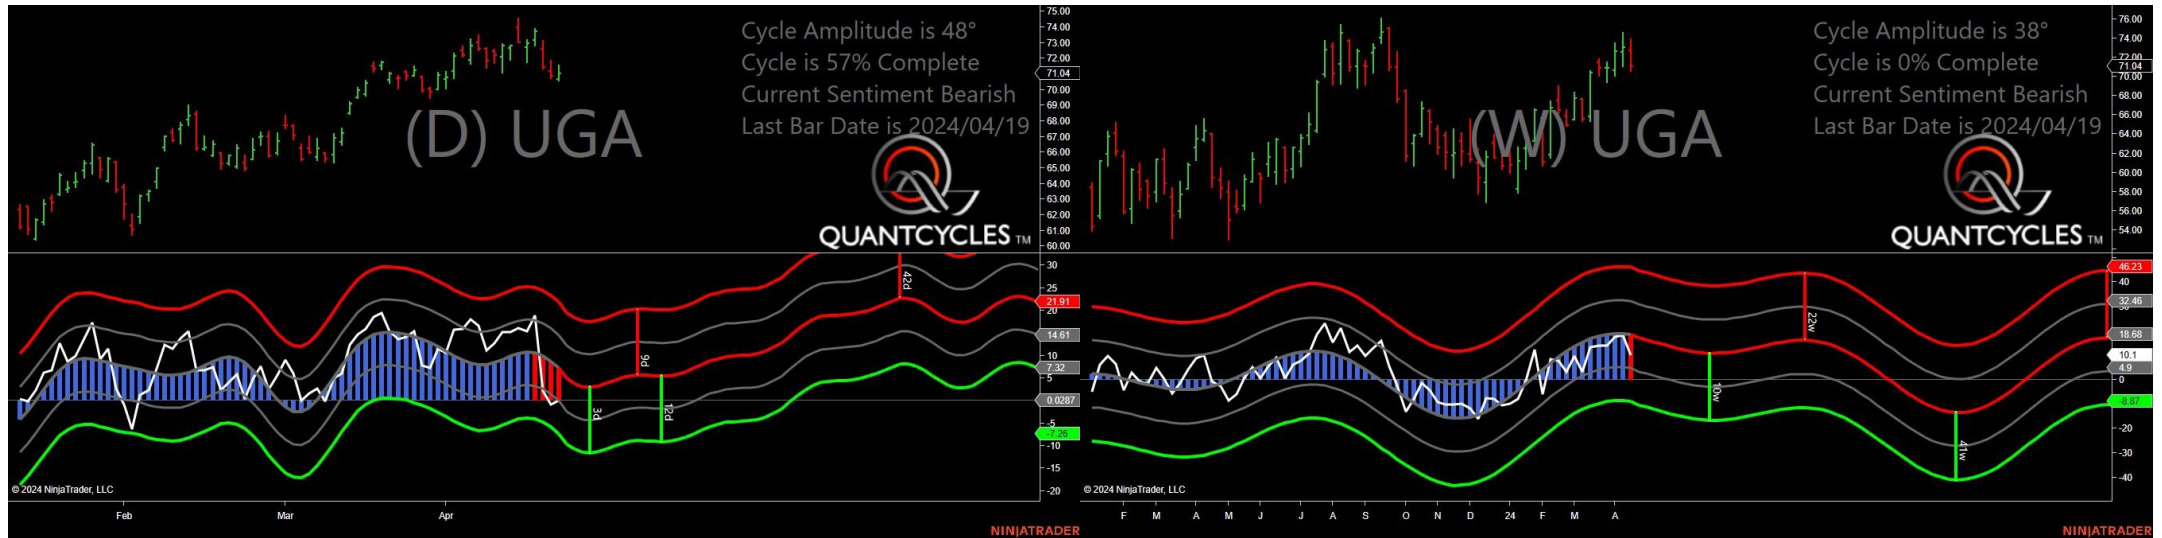 Cycle Amplitude is 48°
Cycle is 57% Complete
Current Sentiment Bearish
Last Bar Date is 2024/04/19
(D) UGA
QUANTCYCLES TM
75.00
74.00
73.00
72.00
71.04
70.00
69.00
68.00
67.00
66.00
65.00
64.00
63.00
62.00
61.00
60.00
30
25
21.91
20
14.61
10
7.32
5
0.0287
-5
-7.26
-10
-15
-20
42d
9d
3d
12d
© 2024 NinjaTrader, LLC
Feb Mar Apr
NINJATRADER
Cycle Amplitude is 38°
Cycle is 0% Complete
Current Sentiment Bearish
Last Bar Date is 2024/04/19
(W) UGA
QUANTCYCLES TM
76.00
74.00
72.00
71.04
70.00
68.00
66.00
64.00
62.00
60.00
58.00
56.00
54.00
46.23
40
32.46
18.68
10.1
4.9
0
-8.87
-20
-30
-40
22w
10w
41w
© 2024 NinjaTrader, LLC
F M A M J J A S O N D 24 F M A
NINJATRADER